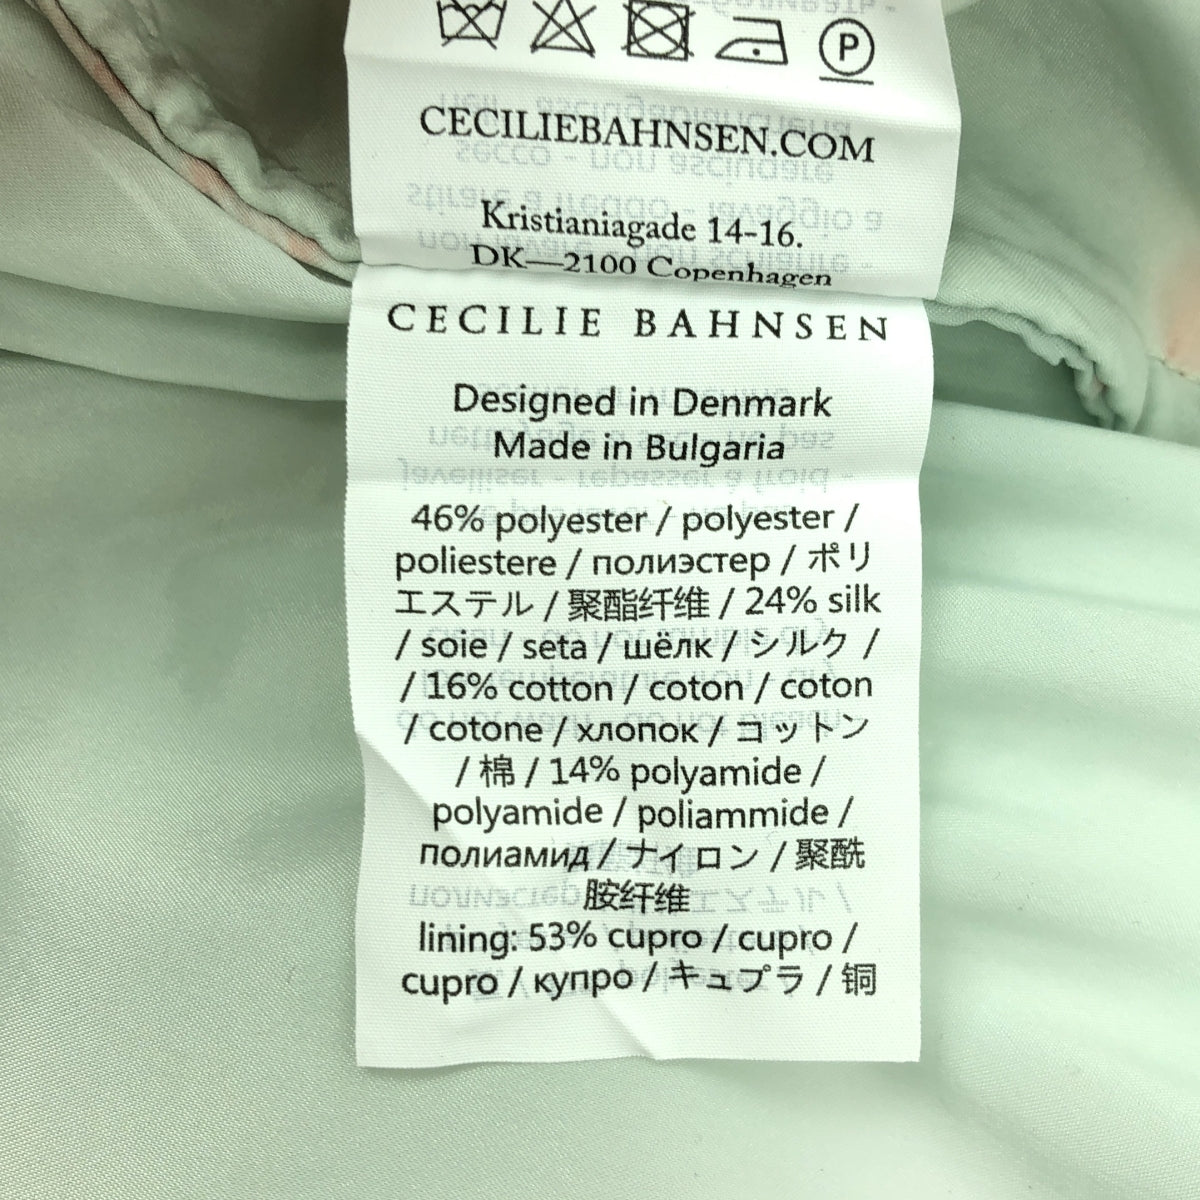 P
CECILIEBAHNSEN.COM
Kristianiagade 14-16.
DK—2100 Copenhagen
CECILIE BAHNSEN
Designed in Denmark
Made in Bulgaria
46% polyester / polyester /
poliestere / полиэстер / ポリ
エステル / 聚酯纤维 / 24% silk
/ soie / seta / шёлк / シルク /
/ 16% cotton / coton / coton
/ cotone / хлопок / コットン
/ 棉 / 14% polyamide /
polyamide / poliammide /
полиамид / ナイロン / 聚酰
胺纤维
lining: 53% cupro / cupro /
cupro / купро / キュプラ / 铜